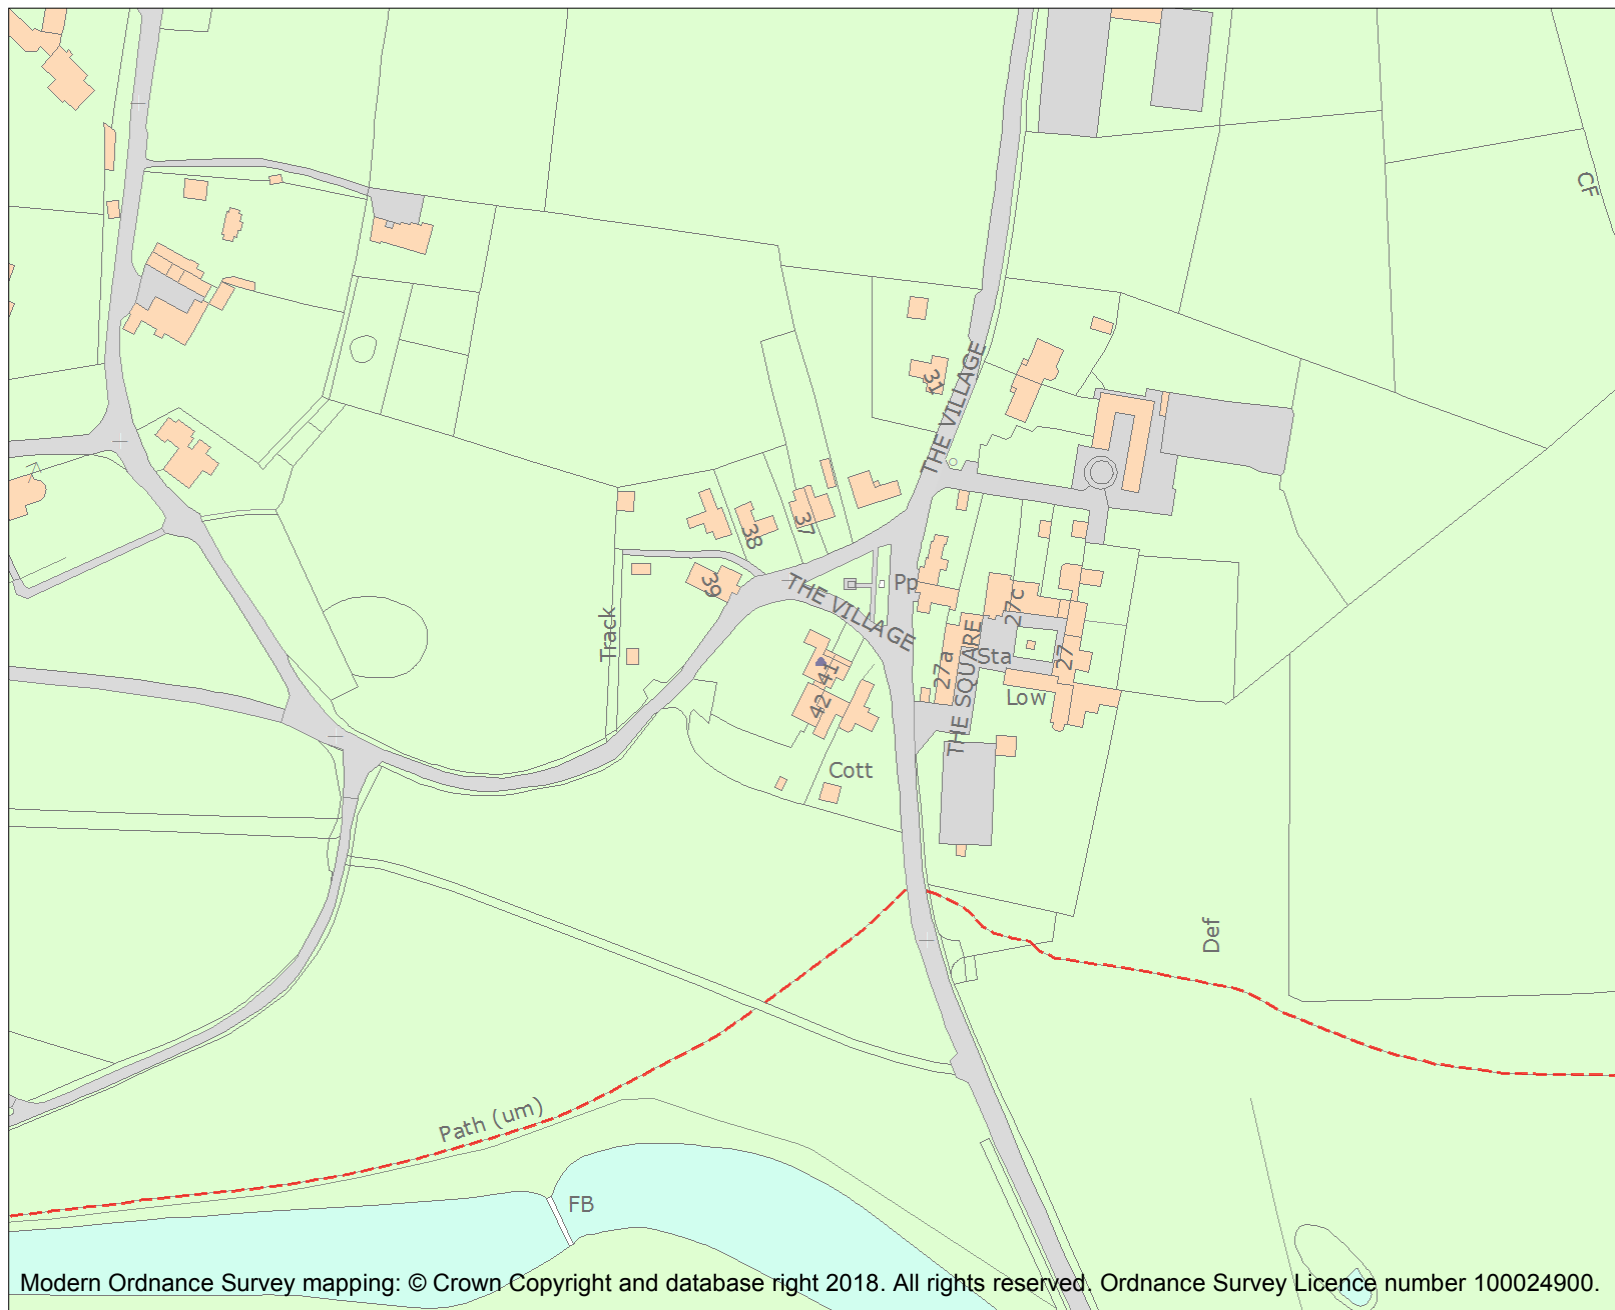 CF
THE VILLAGE
31
37
38
39
THE VILLAGE
Pp
27c
Track
41
42
27a
THE SQUARE
Sta
27
Low
Cott
Def
Path (um)
FB
Modern Ordnance Survey mapping: © Crown Copyright and database right 2018. All rights reserved. Ordnance Survey Licence number 100024900.